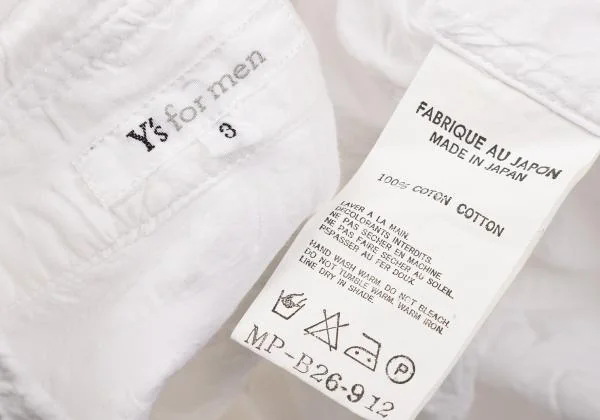 Y's for men
3
FABRIQUE AU JAPON
MADE IN JAPAN
100% COTON COTTON
LAVER A LA MAIN.
DECOLORANTS INTERDITS.
NE PAS SECHER EN MACHINE.
NE PAS FAIRE SECHER AU SOLEIL.
REPASSER AU FER DOUX.
HAND WASH WARM. DO NOT BLEACH.
DO NOT TUMBLE WARM. WARM IRON.
LINE DRY IN SHADE.
P
MP-B26-912